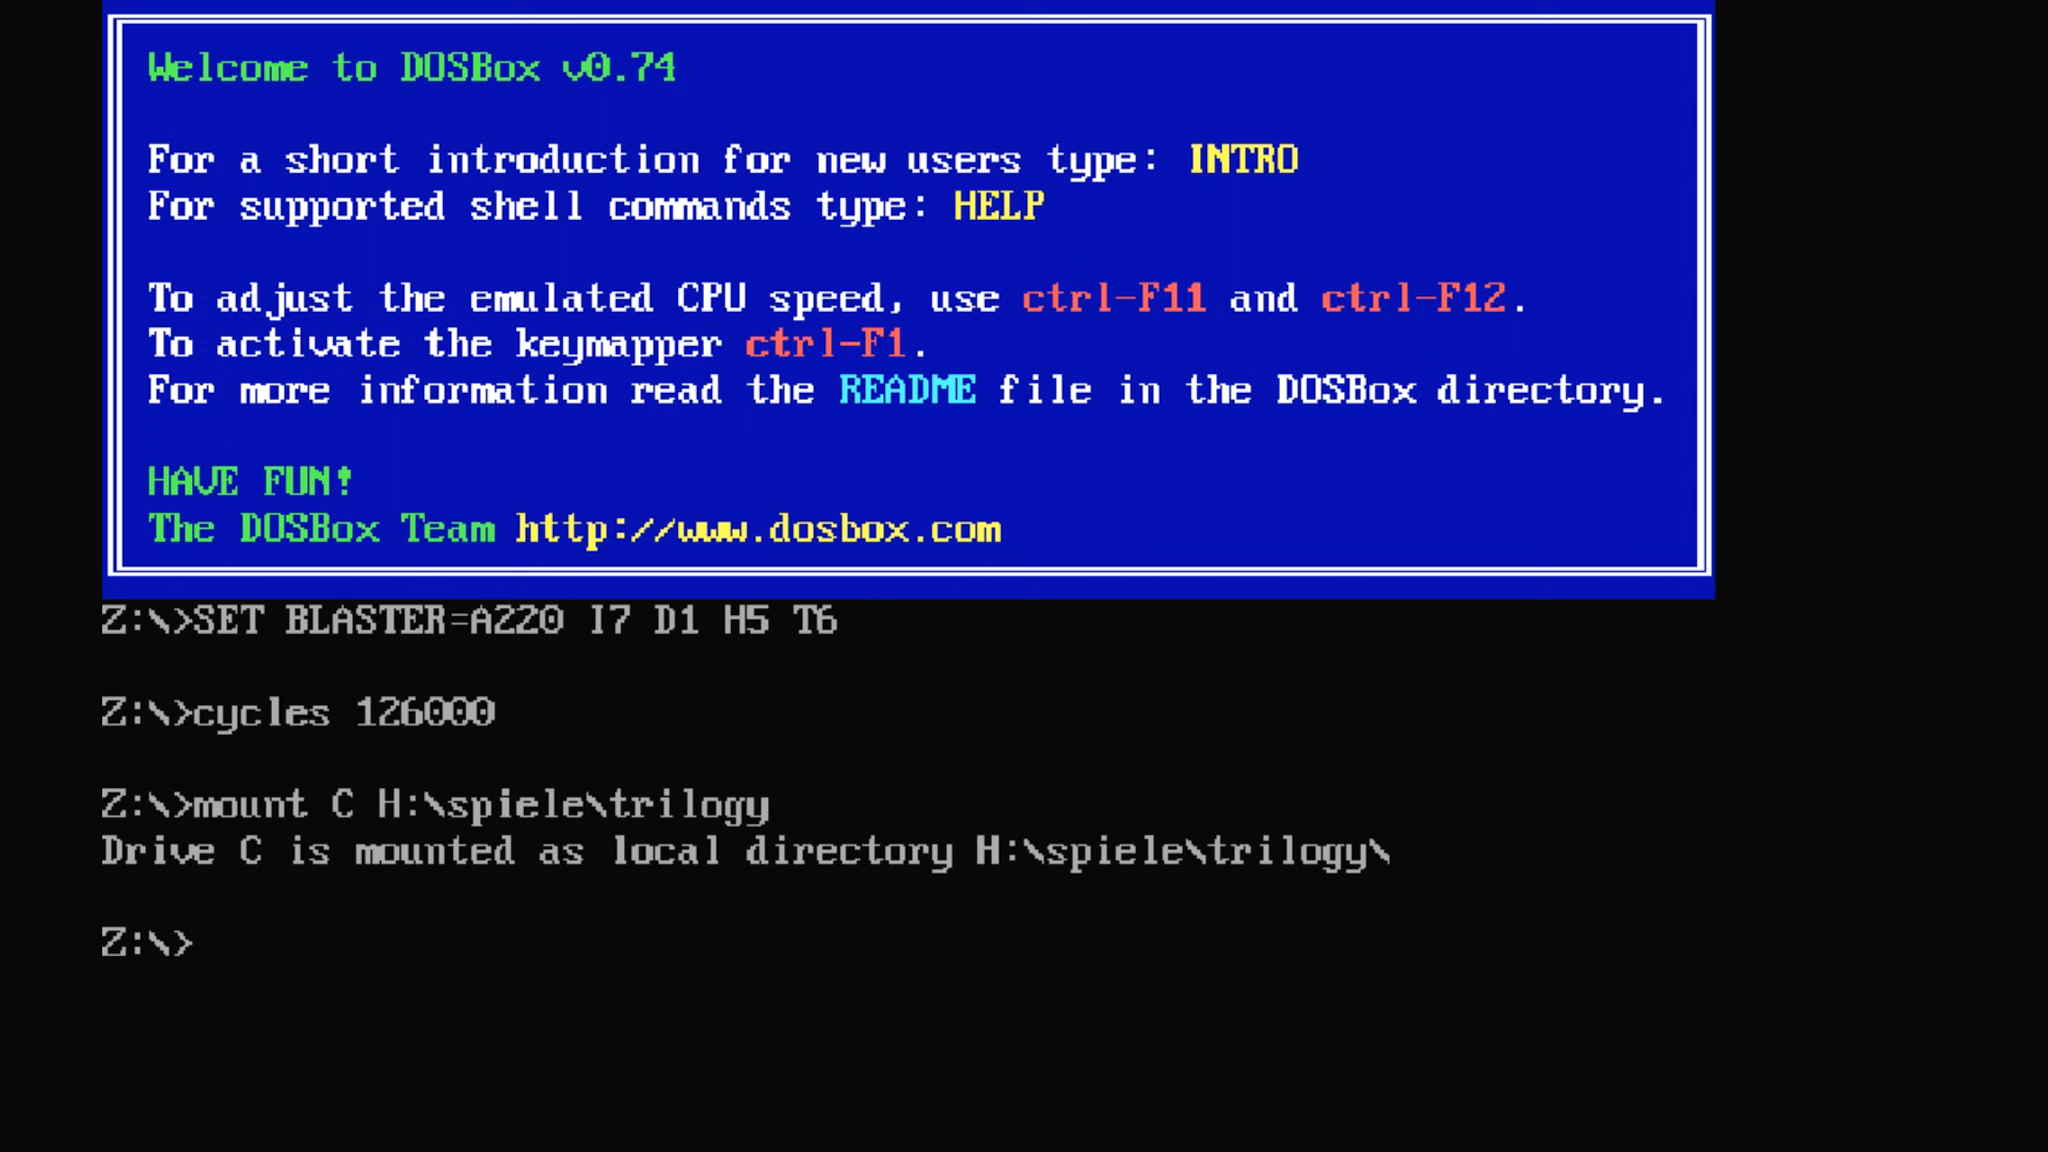 Welcome to DOSBox v0.74
For a short introduction for new users type: INTRO
For supported shell commands type: HELP
To adjust the emulated CPU speed, use ctrl-F11 and ctrl-F12.
To activate the keymapper ctrl-F1.
For more information read the README file in the DOSBox directory.
HAVE FUN!
The DOSBox Team http://www.dosbox.com
Z:\>SET BLASTER=A220 I7 D1 H5 T6
Z:\>cycles 126000
Z:\>mount C H:\spiele\trilogy
Drive C is mounted as local directory H:\spiele\trilogy\
Z:\>